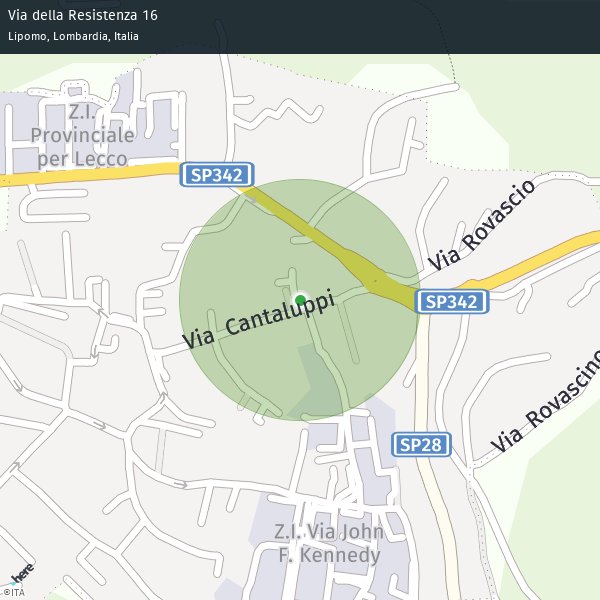 Via della Resistenza 16
Lipomo, Lombardia, Italia
Z.I.
Provinciale
per Lecco
SP342
Via Rovascio
Via Cantaluppi
SP342
Via Rovascino
SP28
Z.I. Via John
F. Kennedy
here
©ITA